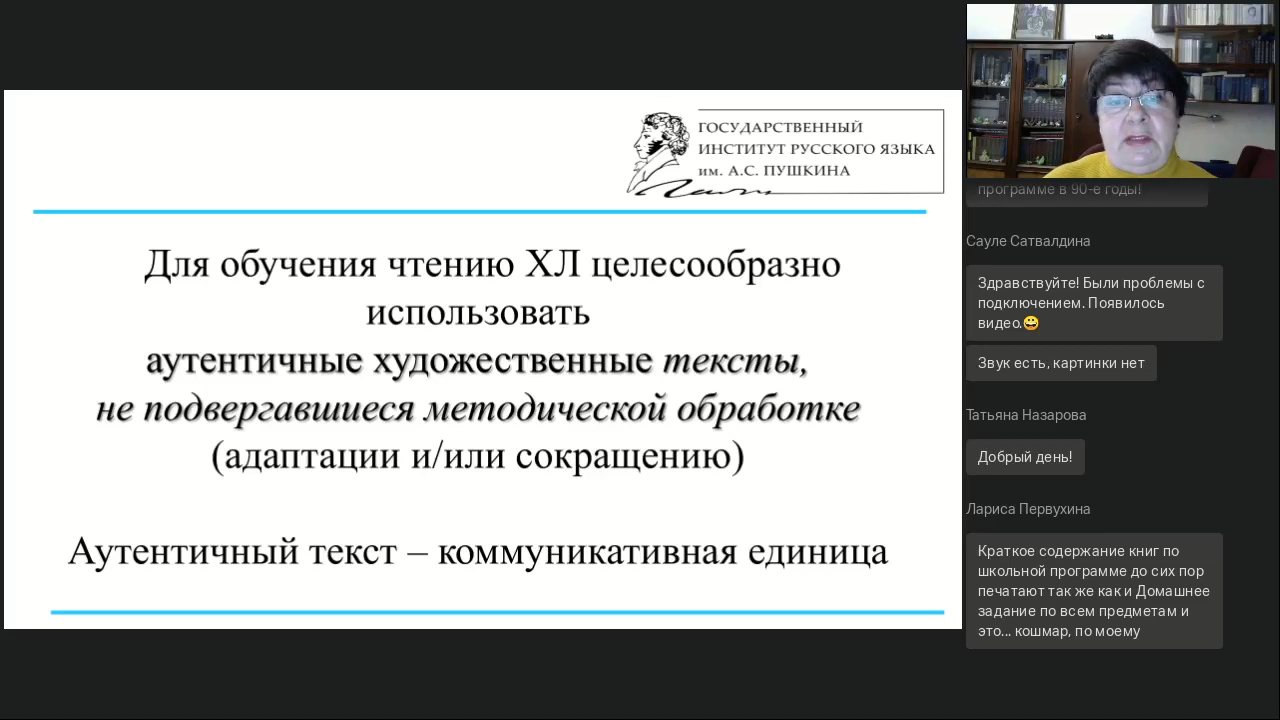 ГОСУДАРСТВЕННЫЙ
ИНСТИТУТ РУССКОГО ЯЗЫКА
им. А.С. ПУШКИНА
Для обучения чтению ХЛ целесообразно
использовать
аутентичные художественные тексты,
не подвергавшиеся методической обработке
(адаптации и/или сокращению)
Аутентичный текст – коммуникативная единица
программе в 90-е годы!
Сауле Сатвалдина
Здравствуйте! Были проблемы с
подключением. Появилось
видео.😀
Звук есть, картинки нет
Татьяна Назарова
Добрый день!
Лариса Первухина
Краткое содержание книг по
школьной программе до сих пор
печатают так же как и Домашнее
задание по всем предметам и
это... кошмар, по моему